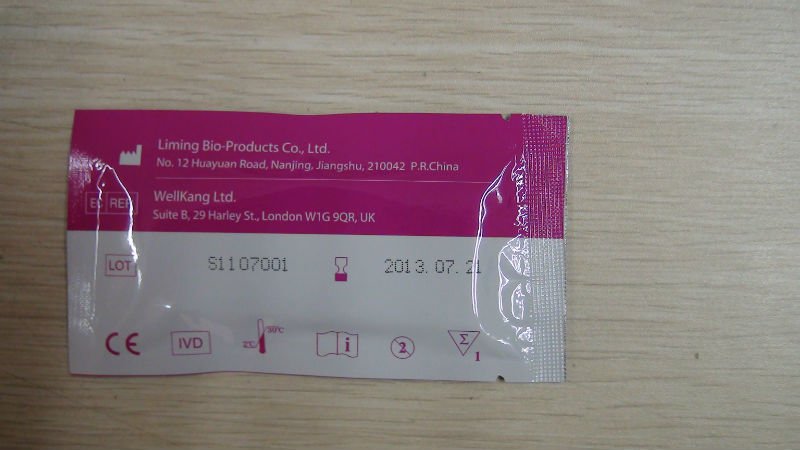 Liming Bio-Products Co., Ltd.
No. 12 Huayuan Road, Nanjing, Jiangshu, 210042 P.R.China
EC REP
WellKang Ltd.
Suite B, 29 Harley St., London W1G 9QR, UK
LOT S1107001 2013.07.21
CE IVD 2℃ 30℃ i 2 Σ 1